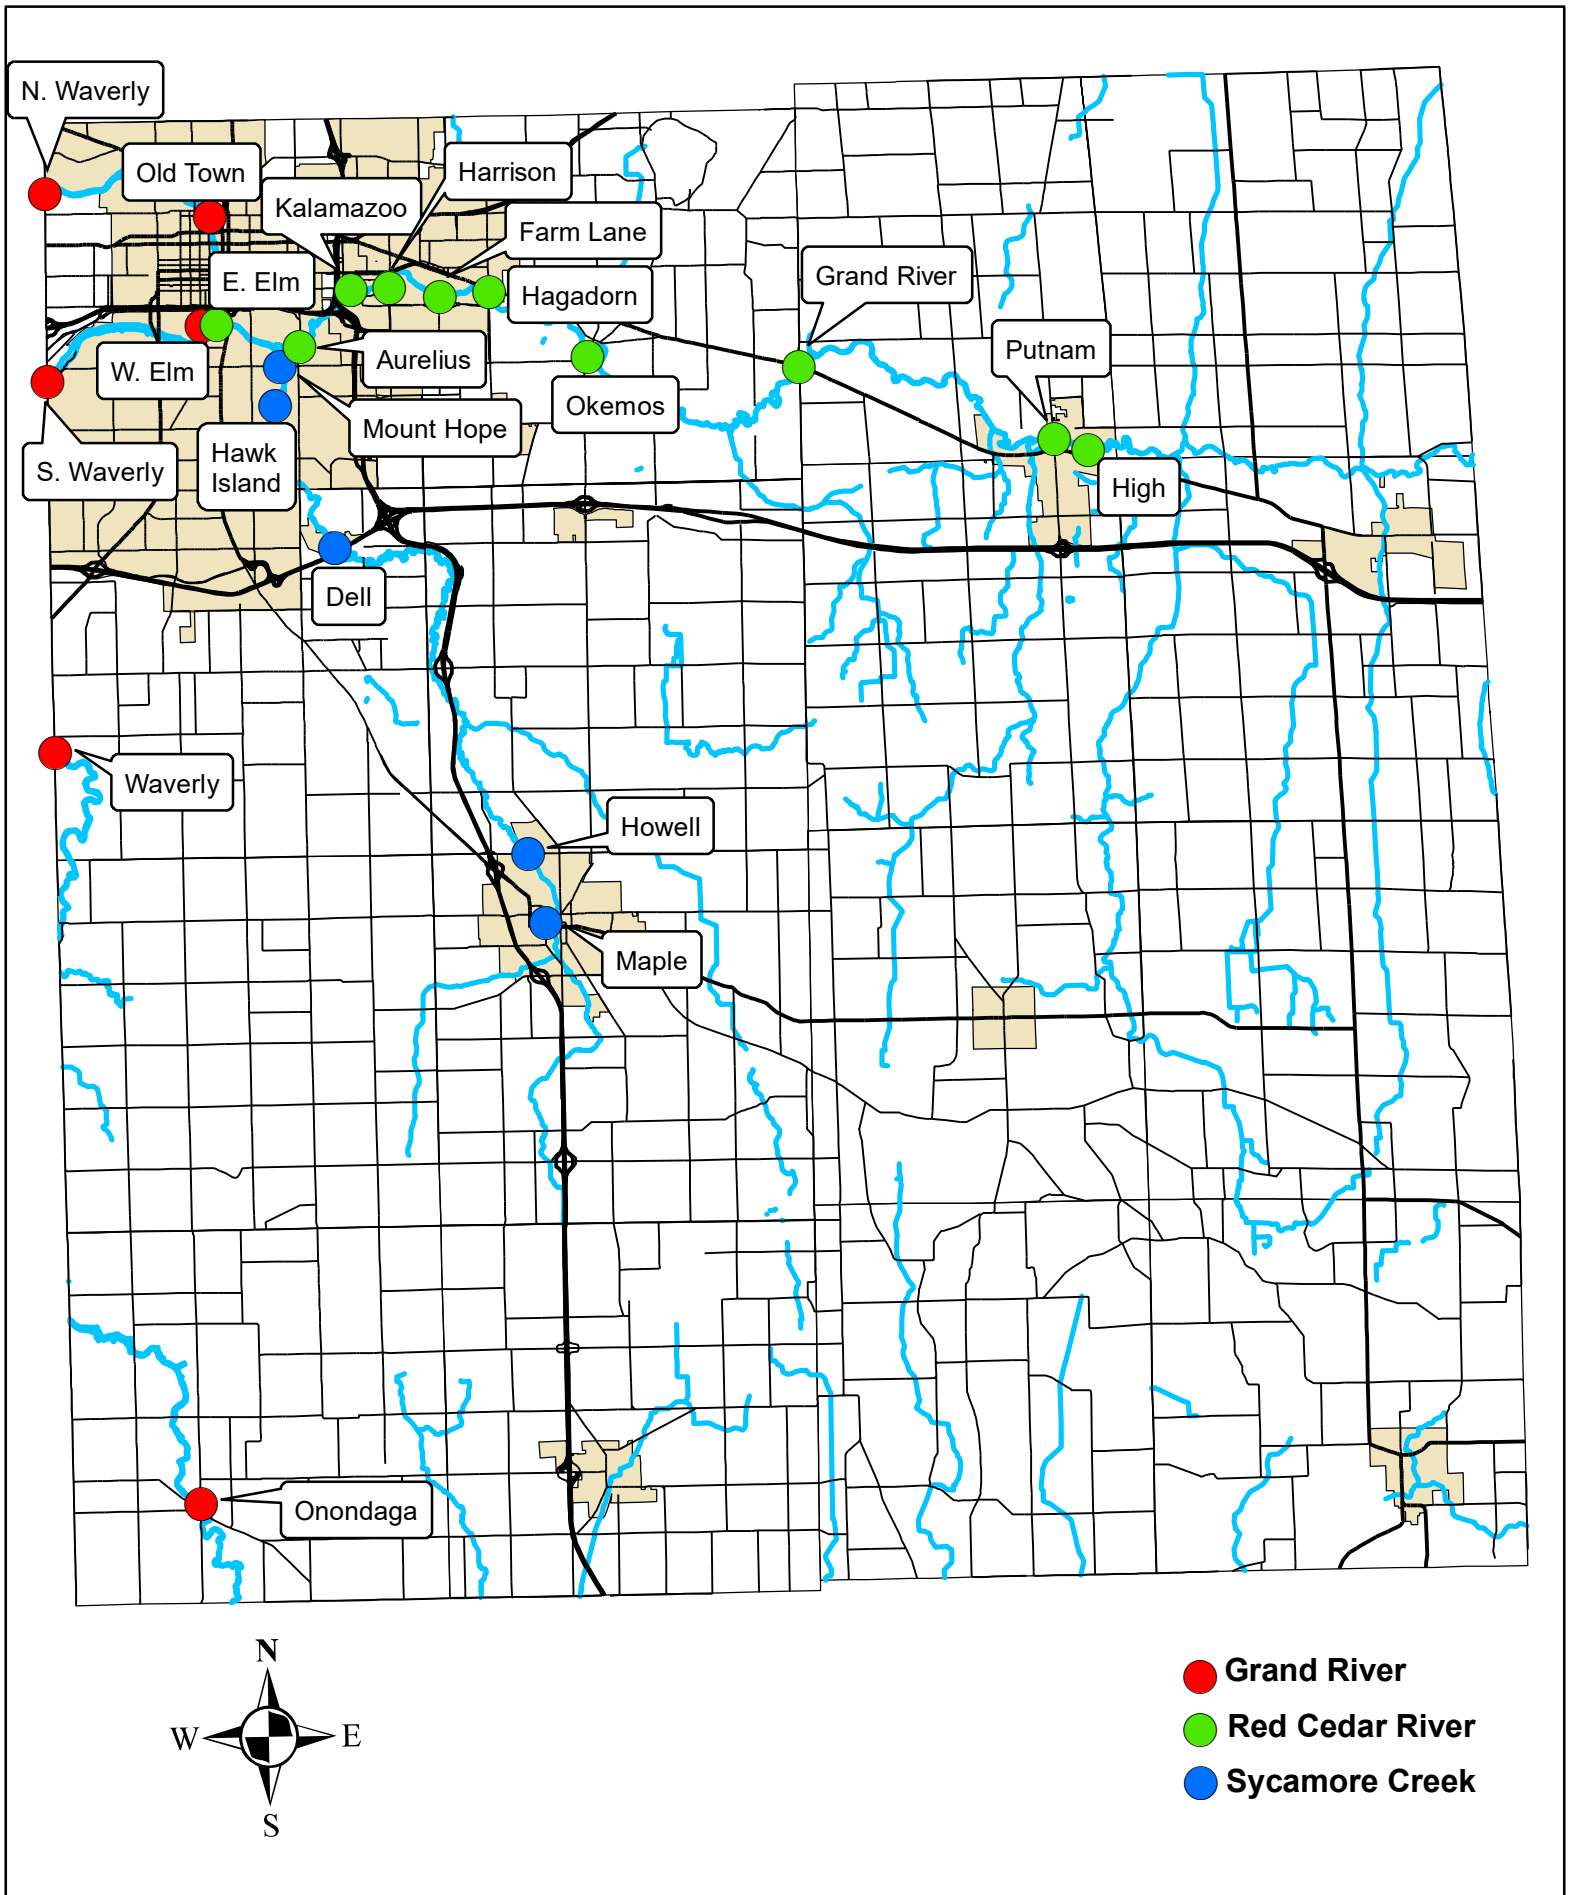 N. Waverly
Old Town
Harrison
Kalamazoo
Farm Lane
E. Elm
Hagadorn
Grand River
Putnam
W. Elm
Aurelius
Okemos
Mount Hope
S. Waverly
Hawk
Island
High
Dell
Waverly
Howell
Maple
Onondaga
N
W
E
S
Grand River
Red Cedar River
Sycamore Creek